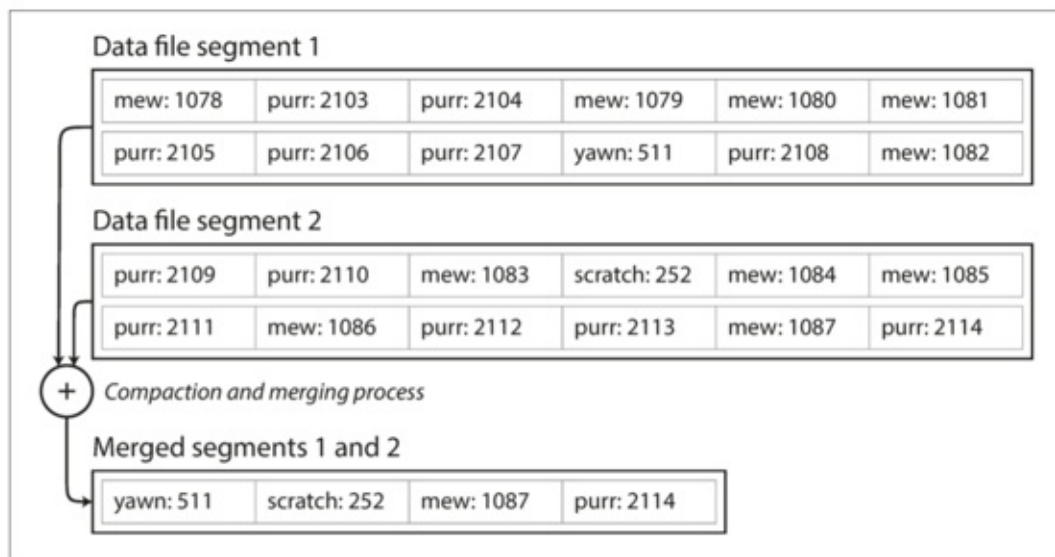 Data file segment 1
mew: 1078 purr: 2103 purr: 2104 mew: 1079 mew: 1080 mew: 1081
purr: 2105 purr: 2106 purr: 2107 yawn: 511 purr: 2108 mew: 1082
Data file segment 2
purr: 2109 purr: 2110 mew: 1083 scratch: 252 mew: 1084 mew: 1085
purr: 2111 mew: 1086 purr: 2112 purr: 2113 mew: 1087 purr: 2114
+ Compaction and merging process
Merged segments 1 and 2
yawn: 511 scratch: 252 mew: 1087 purr: 2114